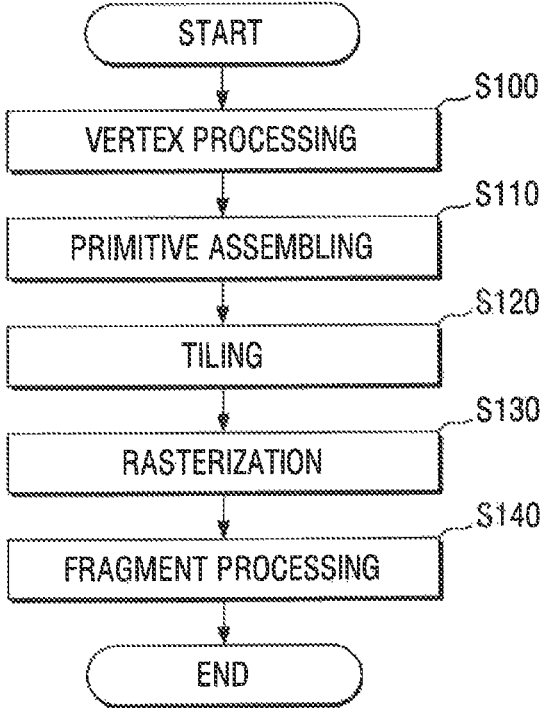 START
S100
VERTEX PROCESSING
S110
PRIMITIVE ASSEMBLING
S120
TILING
S130
RASTERIZATION
S140
FRAGMENT PROCESSING
END